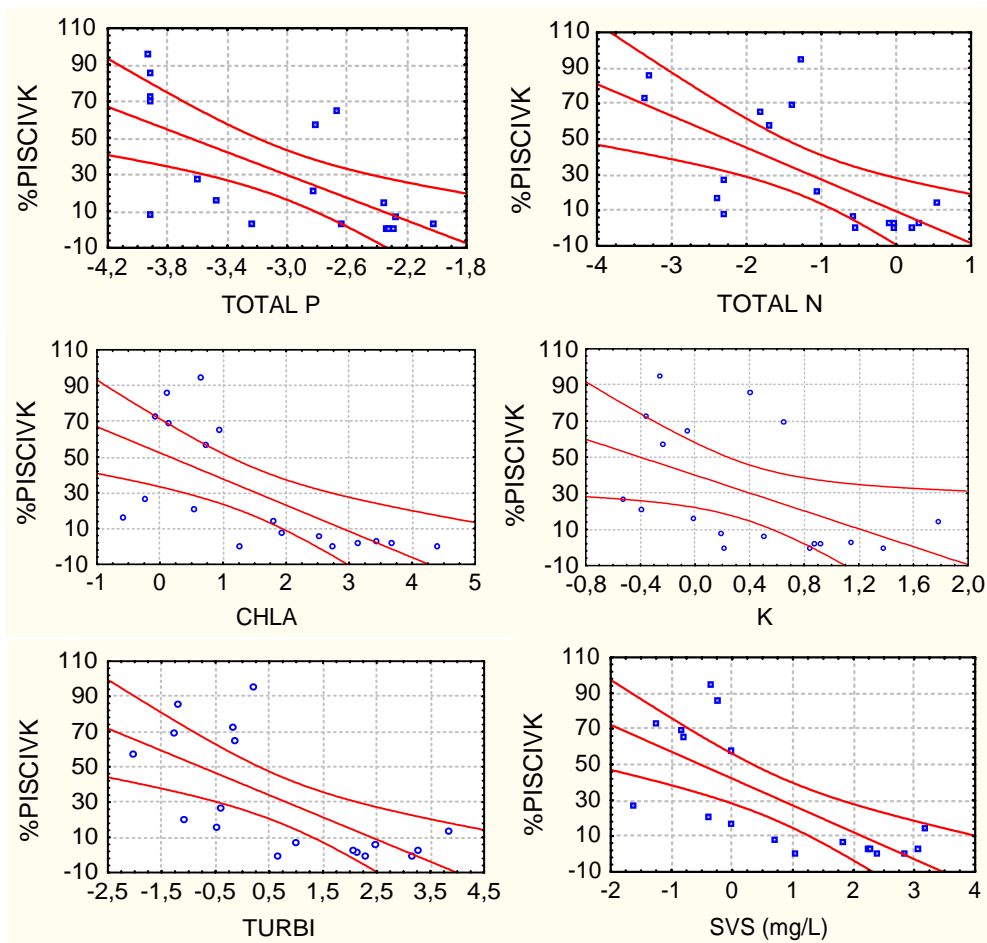 %PISCIVK
110
90
70
50
30
10
-10
-4,2 -3,8 -3,4 -3,0 -2,6 -2,2 -1,8
TOTAL P
%PISCIVK
110
90
70
50
30
10
-10
-4 -3 -2 -1 0 1
TOTAL N
%PISCIVK
110
90
70
50
30
10
-10
-1 0 1 2 3 4 5
CHLA
%PISCIVK
110
90
70
50
30
10
-10
-0,8 -0,4 0,0 0,4 0,8 1,2 1,6 2,0
K
%PISCIVK
110
90
70
50
30
10
-10
-2,5 -1,5 -0,5 0,5 1,5 2,5 3,5 4,5
TURBI
%PISCIVK
110
90
70
50
30
10
-10
-2 -1 0 1 2 3 4
SVS (mg/L)